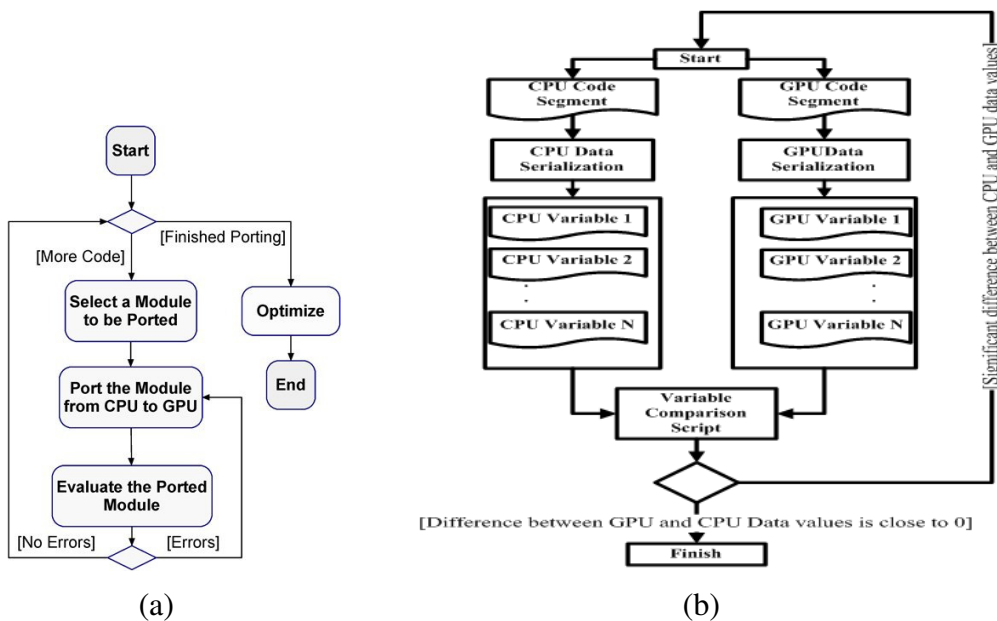 Start
[More Code]
[Finished Porting]
Select a Module
to be Ported
Optimize
Port the Module
from CPU to GPU
End
Evaluate the Ported
Module
[No Errors]
[Errors]
(a)
Start
CPU Code
Segment
GPU Code
Segment
CPU Data
Serialization
GPUData
Serialization
CPU Variable 1
CPU Variable 2
CPU Variable N
GPU Variable 1
GPU Variable 2
GPU Variable N
Variable
Comparison
Script
[Significant difference between CPU and GPU data values]
[Difference between GPU and CPU Data values is close to 0]
Finish
(b)